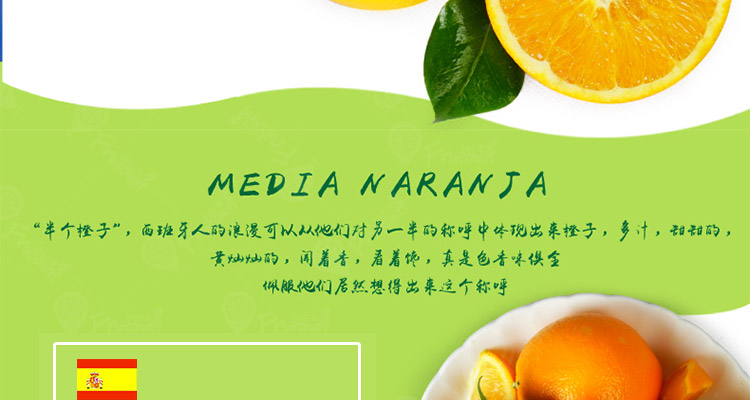 MEDIA NARANJA
“半个橙子”，西班牙人的浪漫可以从他们对另一半的称呼中体现出来橙子，多汁，甜甜的，
黄灿灿的，闻着香，看着馋，真是色香味俱全
佩服他们居然想得出来这个称呼